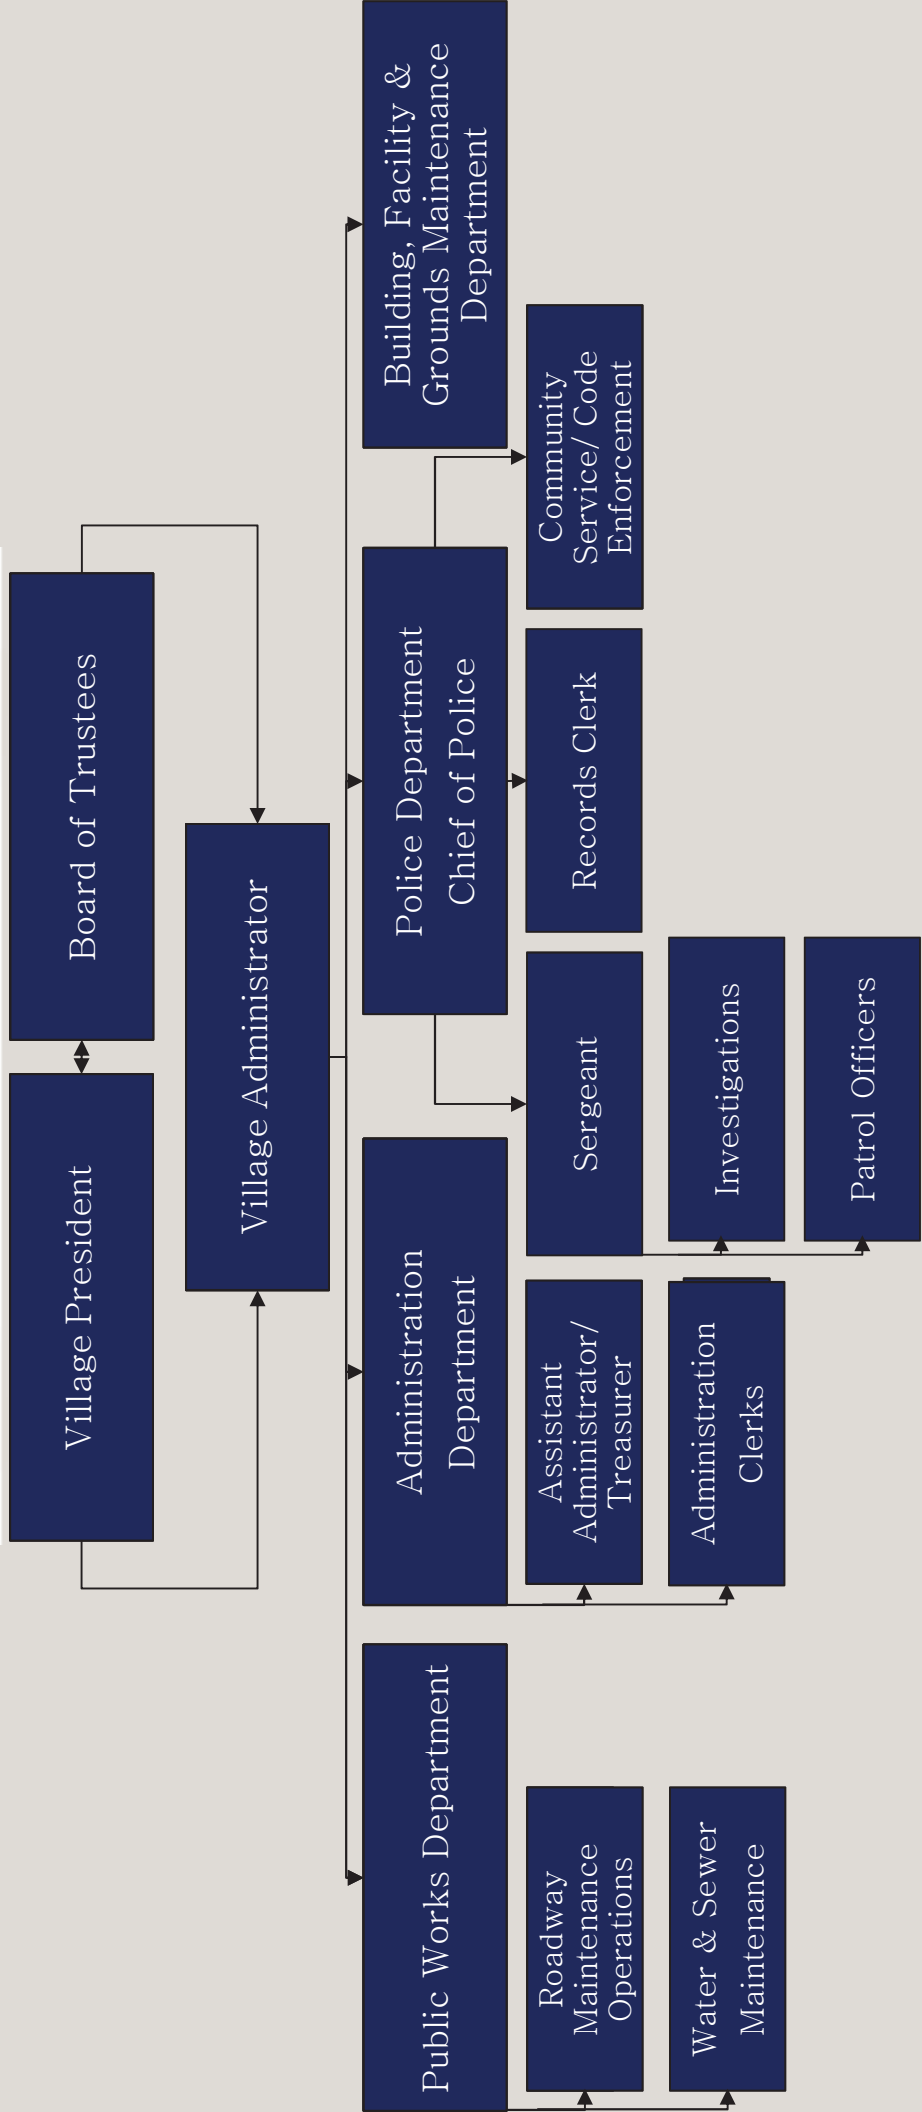 Village President
Board of Trustees
Village Administrator
Public Works Department
Administration
Department
Police Department
Chief of Police
Building, Facility &
Grounds Maintenance
Department
Roadway
Maintenance
Operations
Water & Sewer
Maintenance
Assistant
Administrator/
Treasurer
Administration
Clerks
Sergeant
Investigations
Patrol Officers
Records Clerk
Community
Service/ Code
Enforcement